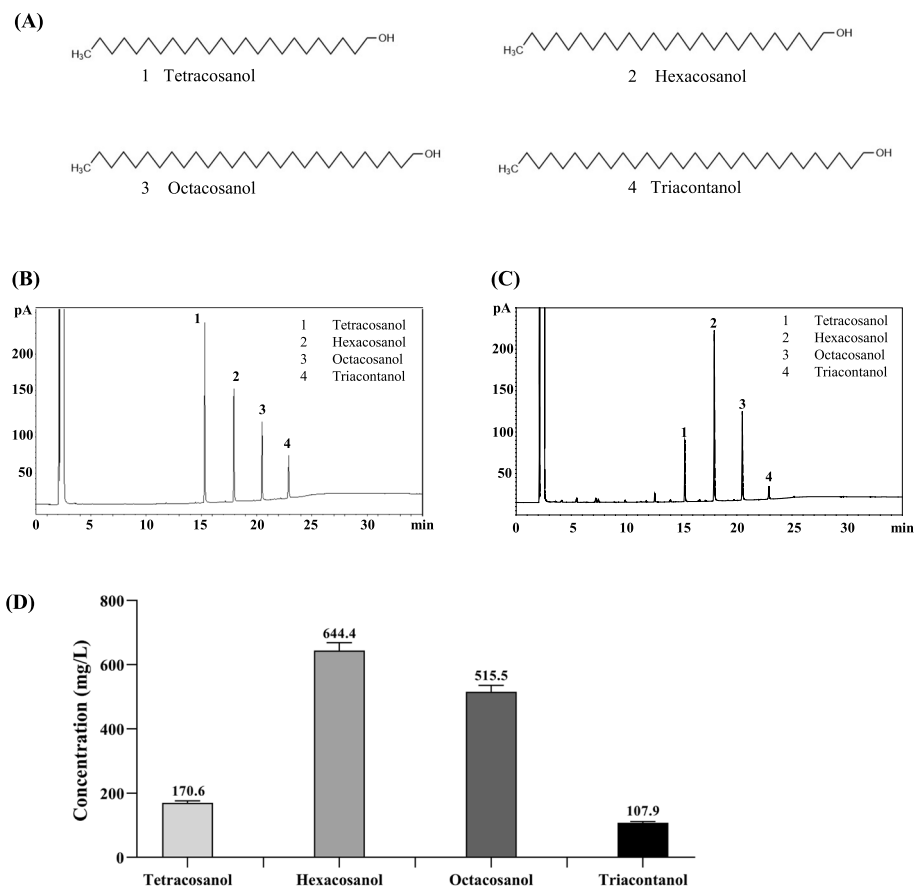 (A)
H₃C OH
1 Tetracosanol
H₃C OH
2 Hexacosanol
H₃C OH
3 Octacosanol
H₃C OH
4 Triacontanol
(B)
pA
200
150
100
50
0 5 15 20 30 min
1
2
3
4
1 Tetracosanol
2 Hexacosanol
3 Octacosanol
4 Triacontanol
(C)
pA
200
150
100
50
0 5 10 15 20 30 min
1
2
3
4
1 Tetracosanol
2 Hexacosanol
3 Octacosanol
4 Triacontanol
(D)
Concentration (mg/L)
800
600
400
200
0
170.6
644.4
515.5
107.9
Tetracosanol Hexacosanol Octacosanol Triacontanol